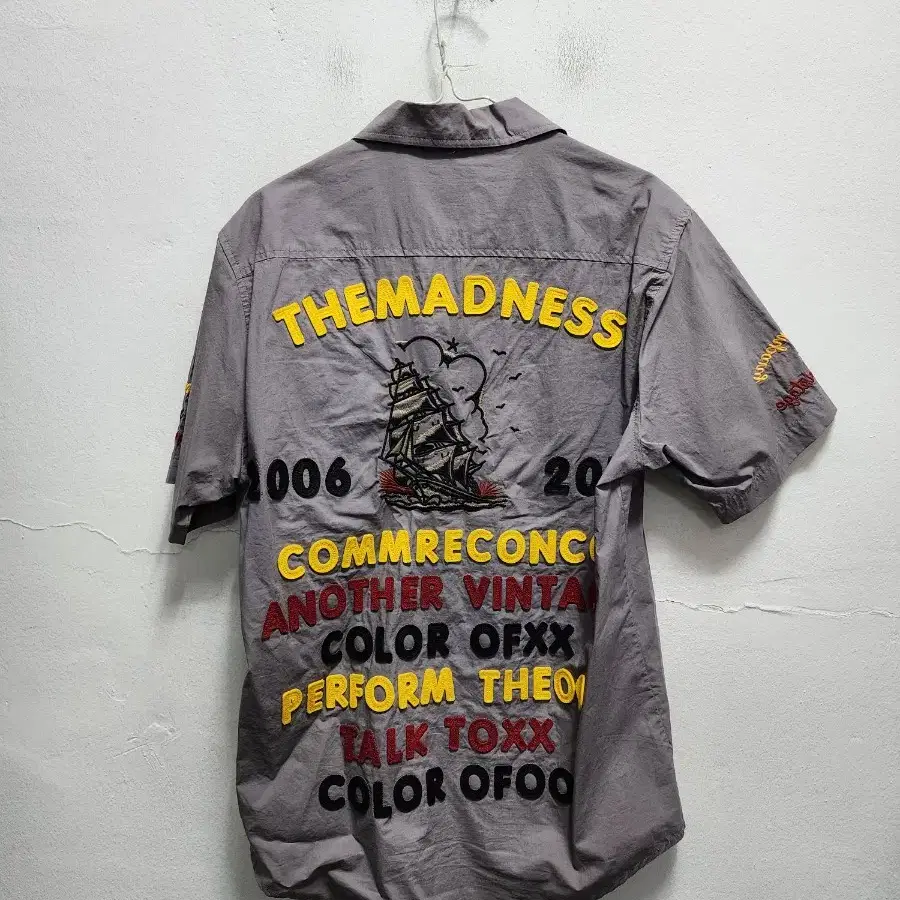 THEMADNESS
2006
COMMRECONC
ANOTHER VINTA
COLOR OFXX
PERFORM THEO
TALK TOXX
COLOR OFOO